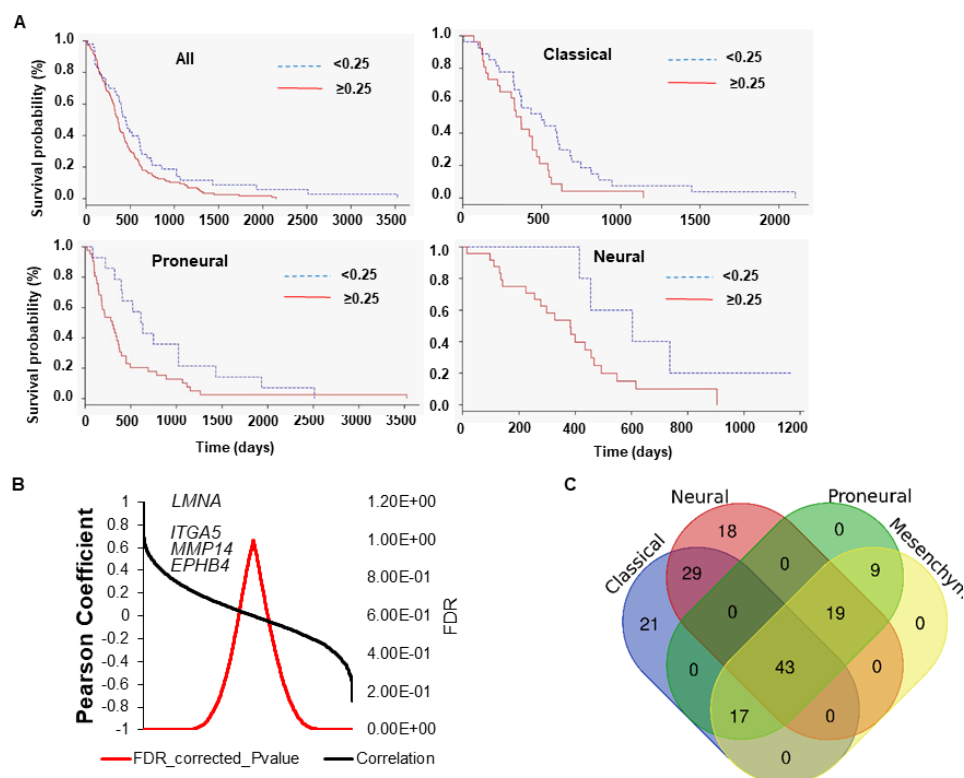 A
All
<0.25
≥0.25
Survival probability (%)
1.0
0.8
0.6
0.4
0.2
0.0
0 500 1000 1500 2000 2500 3000 3500
Classical
<0.25
≥0.25
1.0
0.8
0.6
0.4
0.2
0.0
0 500 1000 1500 2000
Proneural
<0.25
≥0.25
Survival probability (%)
1.0
0.8
0.6
0.4
0.2
0.0
0 500 1000 1500 2000 2500 3000 3500
Time (days)
Neural
<0.25
≥0.25
1.0
0.8
0.6
0.4
0.2
0.0
0 200 400 600 800 1000 1200
Time (days)
B
LMNA
ITGA5
MMP14
EPHB4
Pearson Coefficient
1
0.8
0.6
0.4
0.2
0
-0.2
-0.4
-0.6
-0.8
-1
1.20E+00
1.00E+00
8.00E-01
6.00E-01
4.00E-01
2.00E-01
0.00E+00
FDR
FDR_corrected_Pvalue
Correlation
C
Classical
Neural
Proneural
Mesenchym
18
0
29
0
9
21
0
19
0
0
43
0
17
0
0